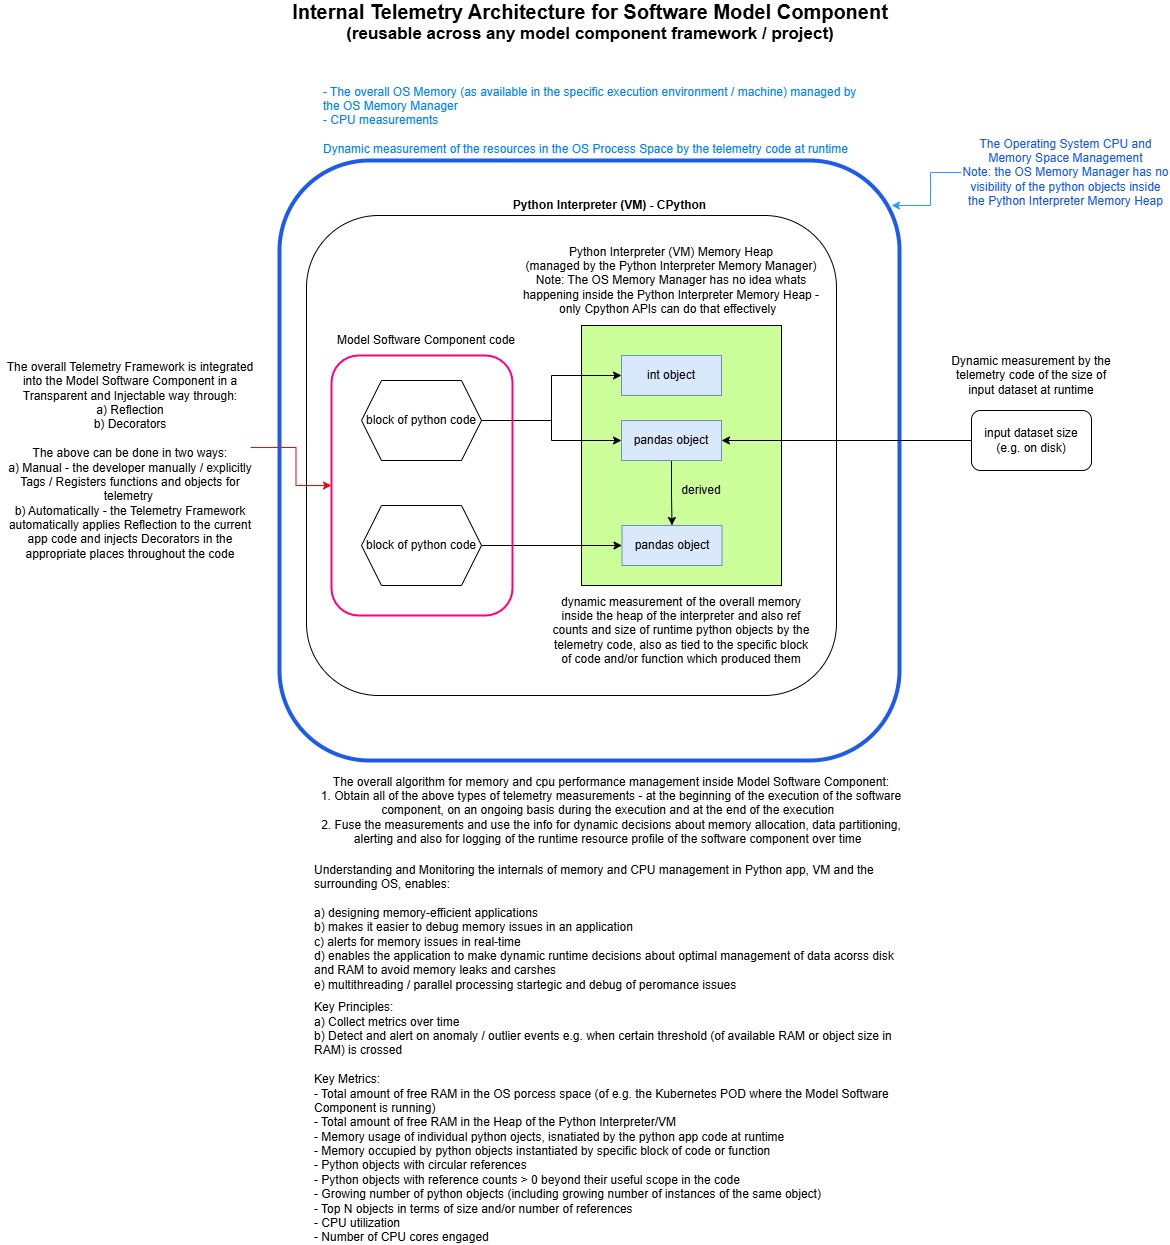 Internal Telemetry Architecture for Software Model Component
(reusable across any model component framework / project)
- The overall OS Memory (as available in the specific execution environment / machine) managed by
the OS Memory Manager
- CPU measurements
Dynamic measurement of the resources in the OS Process Space by the telemetry code at runtime
The Operating System CPU and
Memory Space Management
Note: the OS Memory Manager has no
visibility of the python objects inside
the Python Interpreter Memory Heap
Python Interpreter (VM) - CPython
Python Interpreter (VM) Memory Heap
(managed by the Python Interpreter Memory Manager)
Note: The OS Memory Manager has no idea whats
happening inside the Python Interpreter Memory Heap -
only Cpython APIs can do that effectively
Model Software Component code
block of python code
block of python code
int object
pandas object
derived
pandas object
The overall Telemetry Framework is integrated
into the Model Software Component in a
Transparent and Injectable way through:
a) Reflection
b) Decorators
The above can be done in two ways:
a) Manual - the developer manually / explicitly
Tags / Registers functions and objects for
telemetry
b) Automatically - the Telemetry Framework
automatically applies Reflection to the current
app code and injects Decorators in the
appropriate places throughout the code
Dynamic measurement by the
telemetry code of the size of
input dataset at runtime
input dataset size
(e.g. on disk)
dynamic measurement of the overall memory
inside the heap of the interpreter and also ref
counts and size of runtime python objects by the
telemetry code, also as tied to the specific block
of code and/or function which produced them
The overall algorithm for memory and cpu performance management inside Model Software Component:
1. Obtain all of the above types of telemetry measurements - at the beginning of the execution of the software
component, on an ongoing basis during the execution and at the end of the execution
2. Fuse the measurements and use the info for dynamic decisions about memory allocation, data partitioning,
alerting and also for logging of the runtime resource profile of the software component over time
Understanding and Monitoring the internals of memory and CPU management in Python app, VM and the
surrounding OS, enables:
a) designing memory-efficient applications
b) makes it easier to debug memory issues in an application
c) alerts for memory issues in real-time
d) enables the application to make dynamic runtime decisions about optimal management of data acorss disk
and RAM to avoid memory leaks and carshes
e) multithreading / parallel processing startegic and debug of peromance issues
Key Principles:
a) Collect metrics over time
b) Detect and alert on anomaly / outlier events e.g. when certain threshold (of available RAM or object size in
RAM) is crossed
Key Metrics:
- Total amount of free RAM in the OS porcess space (of e.g. the Kubernetes POD where the Model Software
Component is running)
- Total amount of free RAM in the Heap of the Python Interpreter/VM
- Memory usage of individual python ojects, isnatiated by the python app code at runtime
- Memory occupied by python objects instantiated by specific block of code or function
- Python objects with circular references
- Python objects with reference counts > 0 beyond their useful scope in the code
- Growing number of python objects (including growing number of instances of the same object)
- Top N objects in terms of size and/or number of references
- CPU utilization
- Number of CPU cores engaged